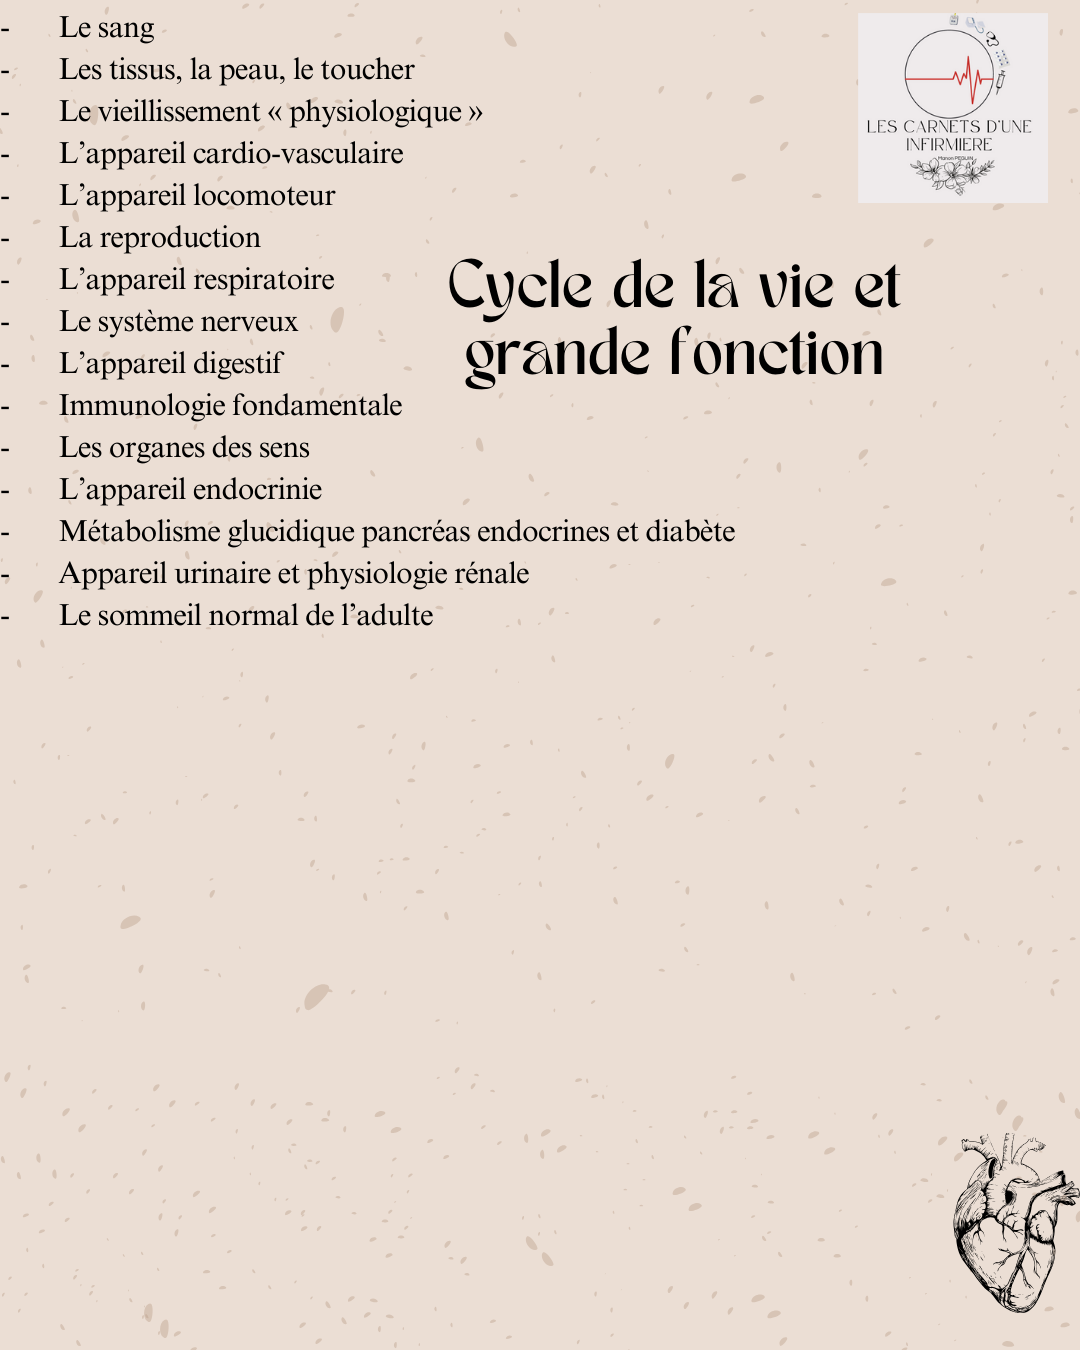 - Le sang
- Les tissus, la peau, le toucher
- Le vieillissement « physiologique »
- L’appareil cardio-vasculaire
- L’appareil locomoteur
- La reproduction
- L’appareil respiratoire
- Le système nerveux
- L’appareil digestif
- Immunologie fondamentale
- Les organes des sens
- L’appareil endocrinie
- Métabolisme glucidique pancréas endocrines et diabète
- Appareil urinaire et physiologie rénale
- Le sommeil normal de l’adulte
LES CARNETS D'UNE
INFIRMIERE
Manon PEQUIN
Cycle de la vie et
grande fonction